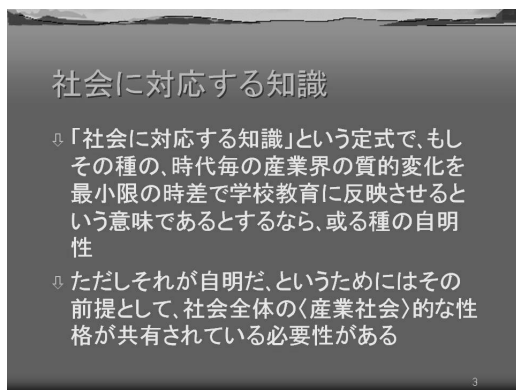 社会に対応する知識
⇩「社会に対応する知識」という定式で、もし
その種の、時代毎の産業界の質的変化を
最小限の時差で学校教育に反映させると
いう意味であるとするなら、或る種の自明
性
⇩ただしそれが自明だ、というためにはその
前提として、社会全体の〈産業社会〉的な性
格が共有されている必要性がある
3